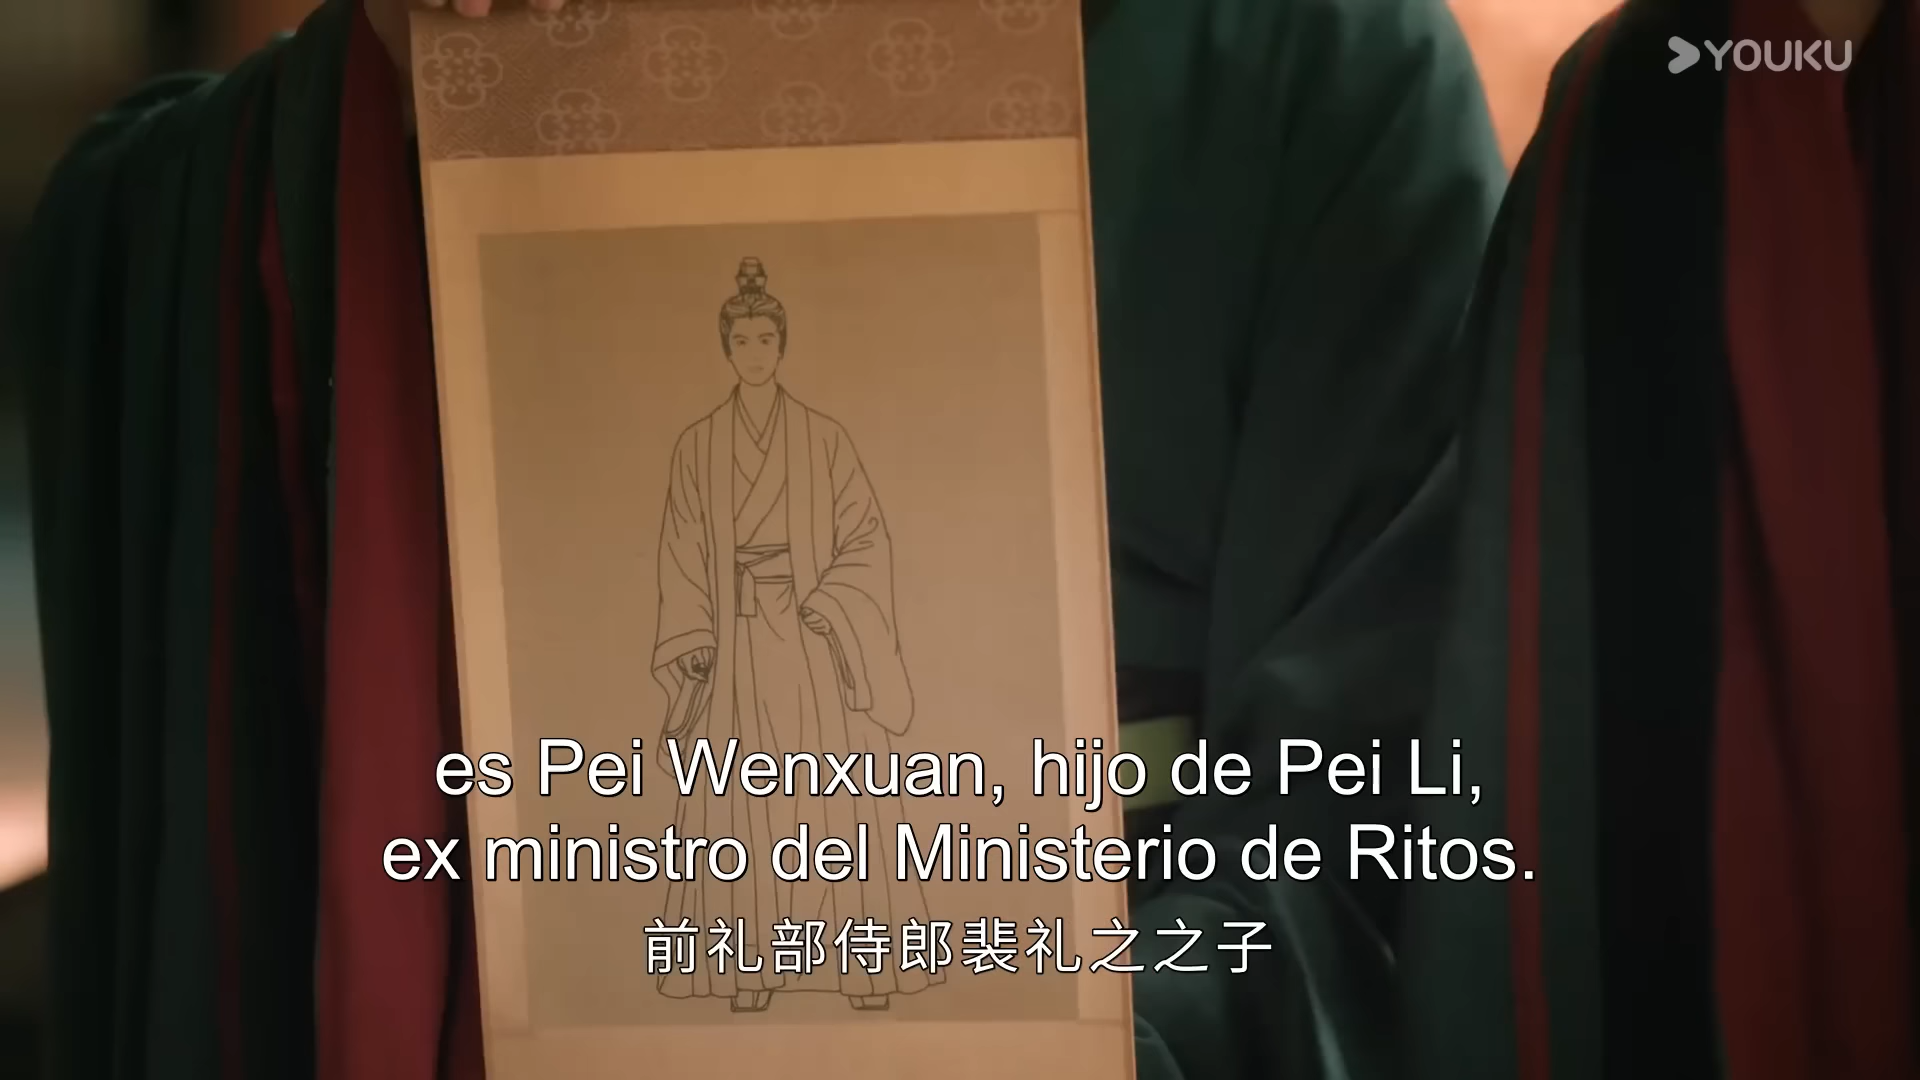 YOUKU
es Pei Wenxuan, hijo de Pei Li,
ex ministro del Ministerio de Ritos.
前礼部侍郎裴礼之之子